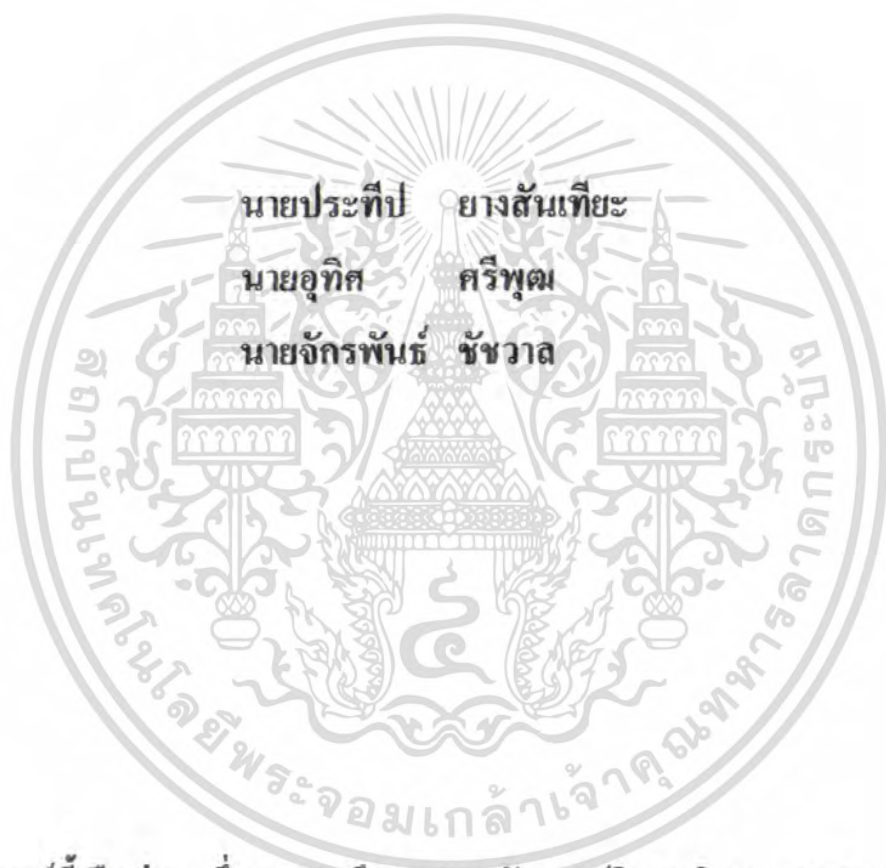 นายประทีป ยางสันเทียะ
นายอุทิศ ศรีพุฒ
นายจักรพันธ์ ชัชวาล
สถาบันเทคโนโลยีพระจอมเกล้าเจ้าคุณทหารลาดกระบัง
๔